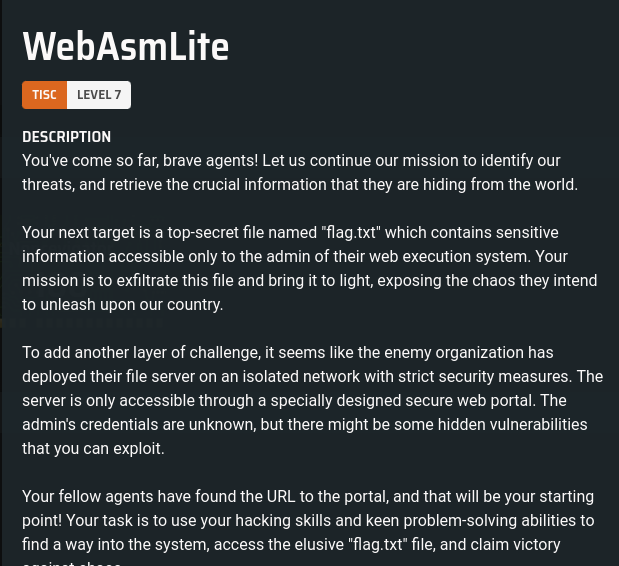 WebAsmLite
TISC LEVEL 7
DESCRIPTION
You've come so far, brave agents! Let us continue our mission to identify our
threats, and retrieve the crucial information that they are hiding from the world.
Your next target is a top-secret file named "flag.txt" which contains sensitive
information accessible only to the admin of their web execution system. Your
mission is to exfiltrate this file and bring it to light, exposing the chaos they intend
to unleash upon our country.
To add another layer of challenge, it seems like the enemy organization has
deployed their file server on an isolated network with strict security measures. The
server is only accessible through a specially designed secure web portal. The
admin's credentials are unknown, but there might be some hidden vulnerabilities
that you can exploit.
Your fellow agents have found the URL to the portal, and that will be your starting
point! Your task is to use your hacking skills and keen problem-solving abilities to
find a way into the system, access the elusive "flag.txt" file, and claim victory